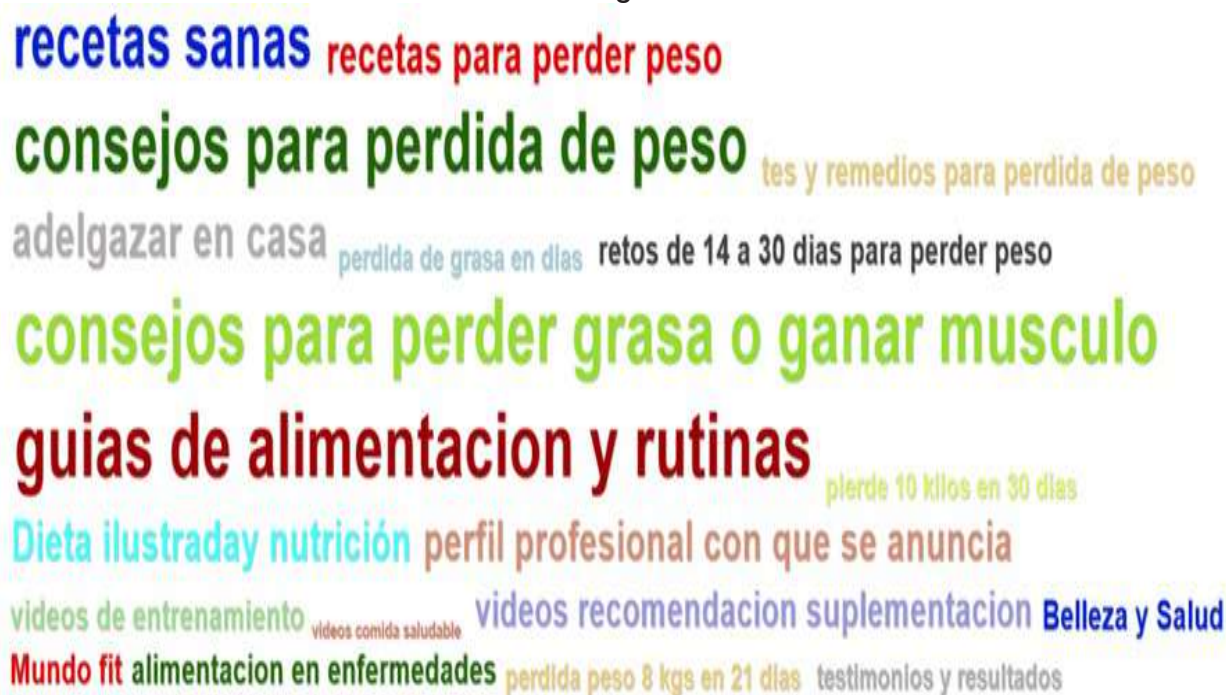 recetas sanas recetas para perder peso
consejos para perdida de peso tes y remedios para perdida de peso
adelgazar en casa perdida de grasa en dias retos de 14 a 30 dias para perder peso
consejos para perder grasa o ganar musculo
guias de alimentacion y rutinas pierde 10 kilos en 30 dias
Dieta ilustraday nutrición perfil profesional con que se anuncia
videos de entrenamiento videos comida saludable videos recomendacion suplementacion Belleza y Salud
Mundo fit alimentacion en enfermedades perdida peso 8 kgs en 21 dias testimonios y resultados